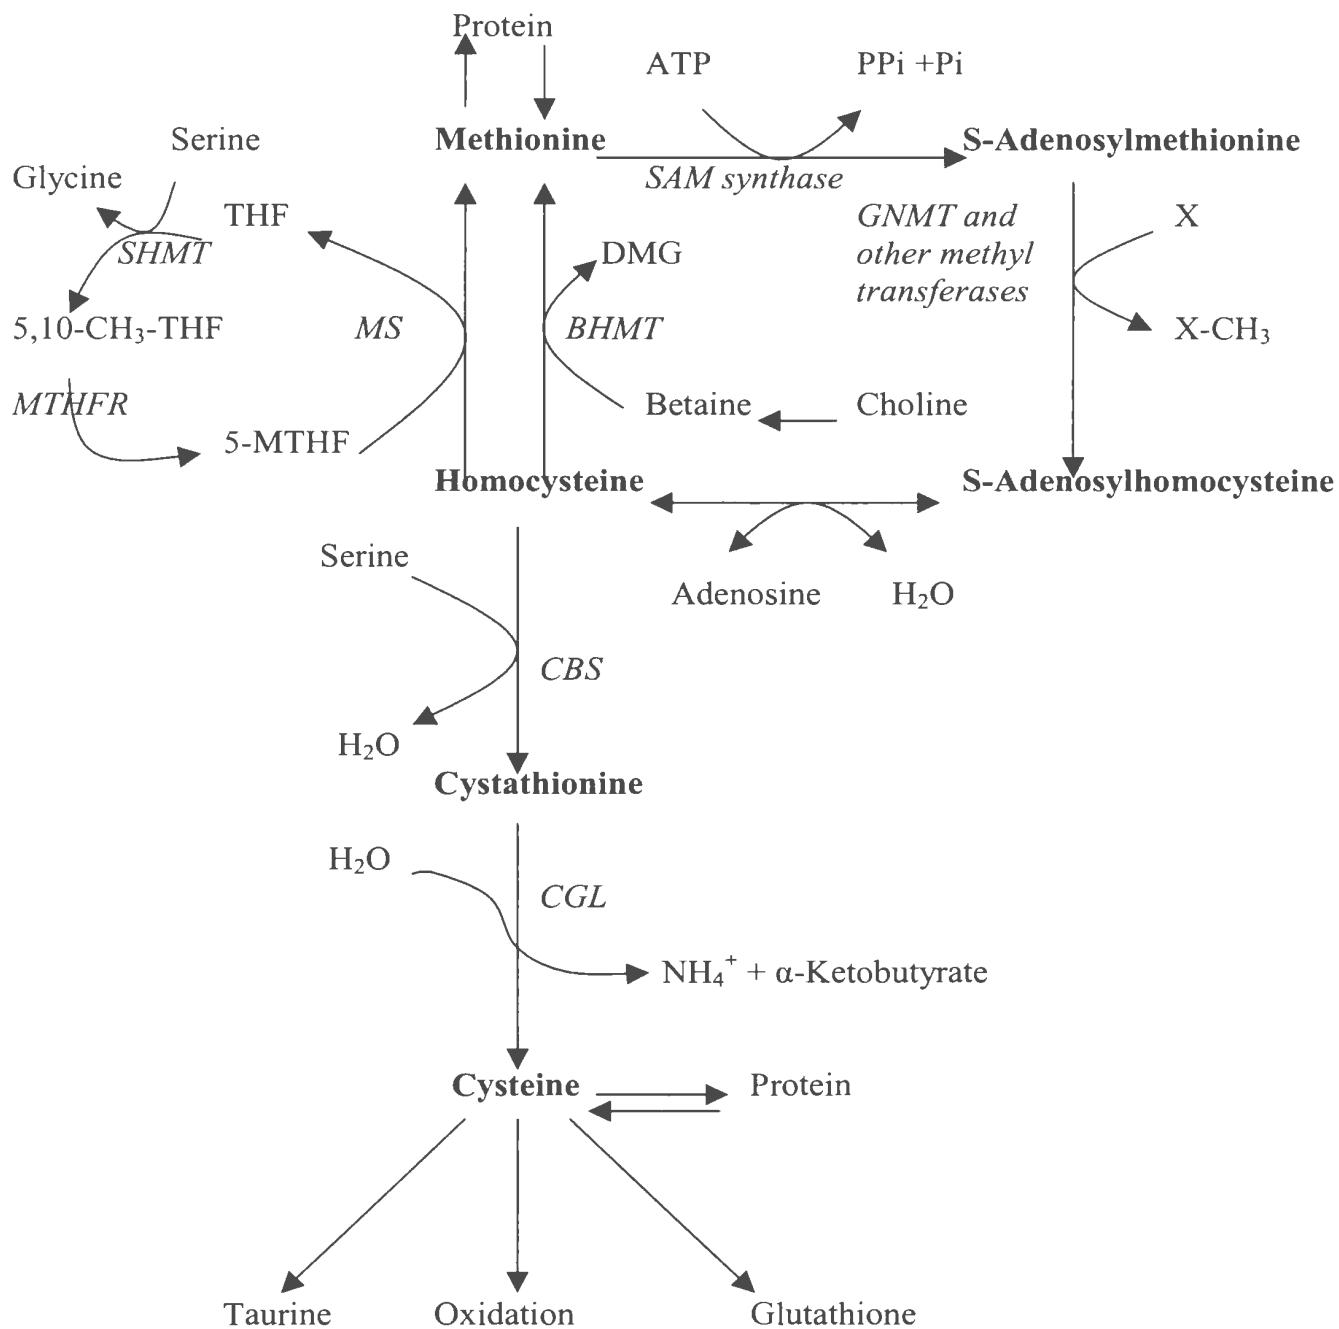 Protein
ATP
PPi +Pi
Serine
Methionine
S-Adenosylmethionine
Glycine
SAM synthase
THF
GNMT and
other methyl
transferases
X
SHMT
DMG
5,10-CH₃-THF
MS
BHMT
X-CH₃
MTHFR
Betaine
Choline
5-MTHF
Homocysteine
S-Adenosylhomocysteine
Serine
Adenosine
H₂O
CBS
H₂O
Cystathionine
H₂O
CGL
NH₄⁺ + α-Ketobutyrate
Cysteine
Protein
Taurine
Oxidation
Glutathione